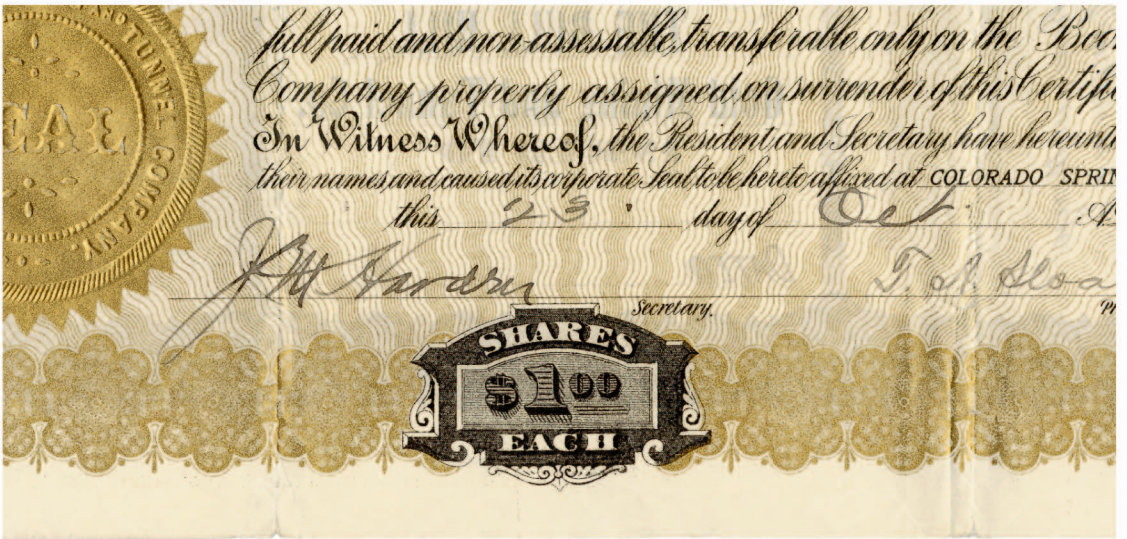 TUNNEL COMPANY.
full paid and non-assessable, transferable only on the
Company properly assigned, on surrender of this
In Witness Whereof, the President and Secretary have
their names and caused its corporate Seal to be hereto affixed at COLORADO
this 23 day of Oct.
Secretary.
SHARES
$1.00
EACH